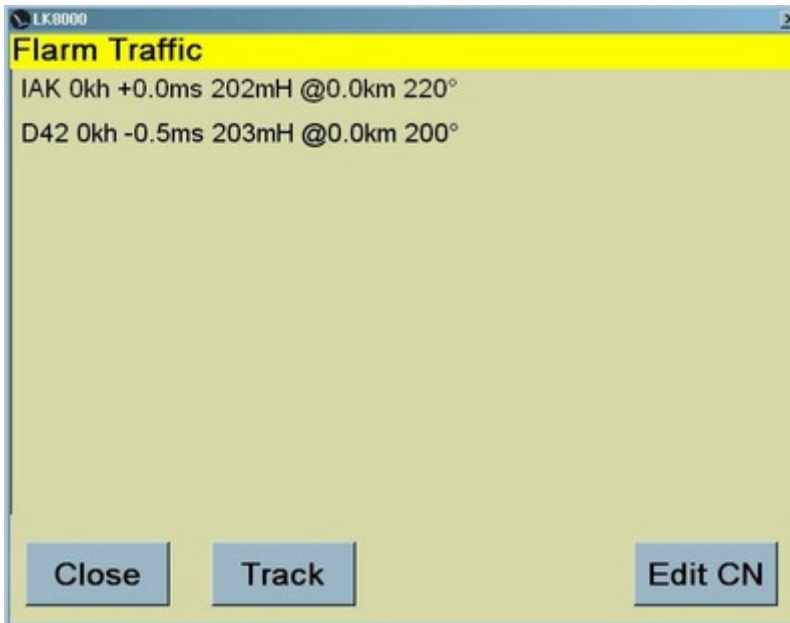 LK8000
Flarm Traffic
IAK 0kh +0.0ms 202mH @0.0km 220°
D42 0kh -0.5ms 203mH @0.0km 200°
Close Track Edit CN